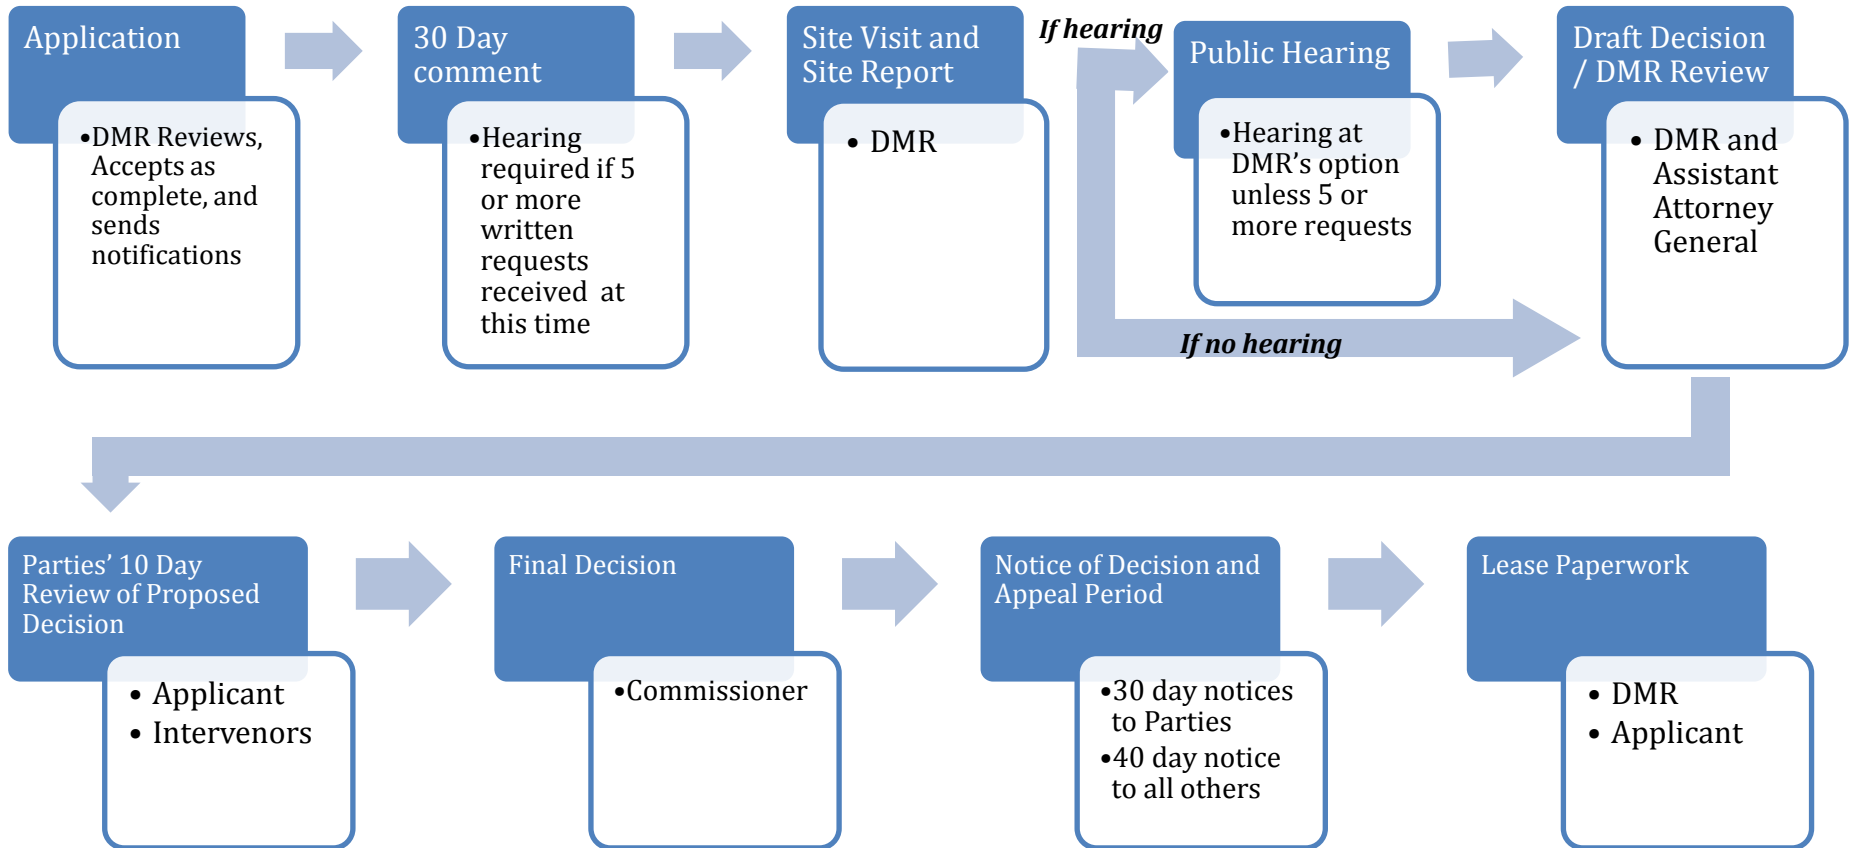 Application
•DMR Reviews,
Accepts as
complete, and
sends
notifications
30 Day
comment
•Hearing
required if 5
or more
written
requests
received at
this time
Site Visit and
Site Report
• DMR
If hearing
Public Hearing
•Hearing at
DMR’s option
unless 5 or
more requests
If no hearing
Draft Decision
/ DMR Review
• DMR and
Assistant
Attorney
General
Parties’ 10 Day
Review of Proposed
Decision
• Applicant
• Intervenors
Final Decision
•Commissioner
Notice of Decision and
Appeal Period
•30 day notices
to Parties
•40 day notice
to all others
Lease Paperwork
• DMR
• Applicant